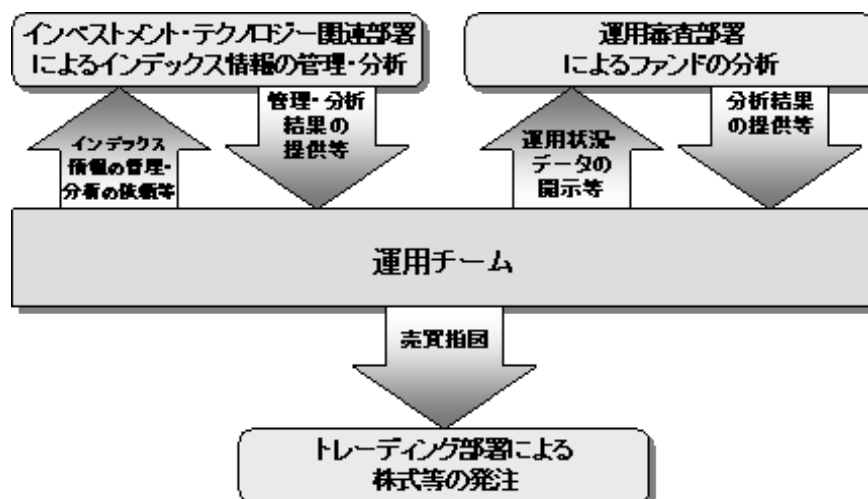 インベストメント・テクノロジー関連部署
によるインデックス情報の管理・分析
運用審査部署
によるファンドの分析
インデックス
情報の管理・
分析の依頼等
管理・分析
結果の
提供等
運用状況・
データの
開示等
分析結果
の提供等
運用チーム
売買指図
トレーディング部署による
株式等の発注